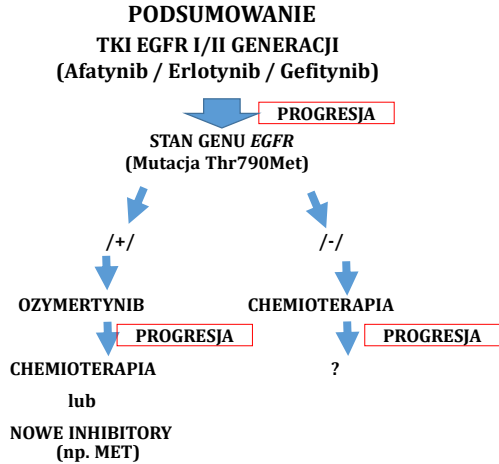 PODSUMOWANIE
TKI EGFR I/II GENERACJI
(Afatynib / Erlotynib / Gefitynib)
PROGRESJA
STAN GENU EGFR
(Mutacja Thr790Met)
/+/
/-/
OZYMERTYNIB
CHEMIOTERAPIA
PROGRESJA
PROGRESJA
CHEMIOTERAPIA
?
lub
NOWE INHIBITORY
(np. MET)